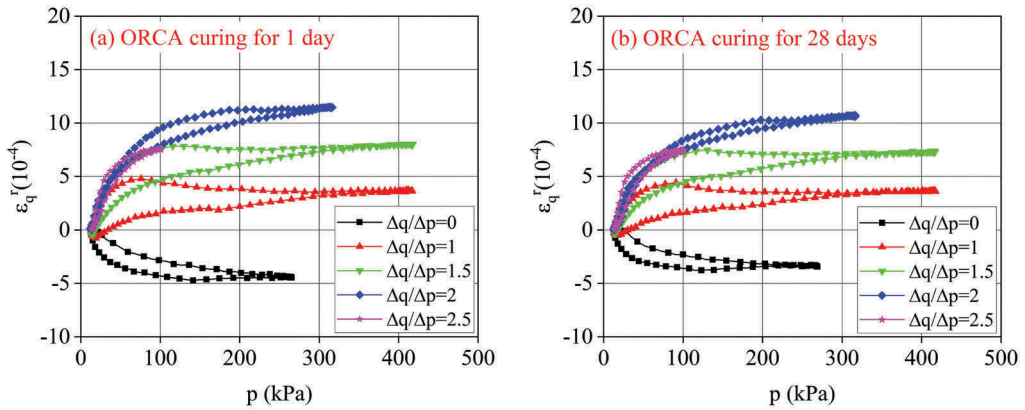 (a) ORCA curing for 1 day
20
15
10
5
0
-5
-10
ε_q^r(10⁻⁴)
Δq/Δp=0
Δq/Δp=1
Δq/Δp=1.5
Δq/Δp=2
Δq/Δp=2.5
0 100 200 300 400 500
p (kPa)
(b) ORCA curing for 28 days
20
15
10
5
0
-5
-10
ε_q^r(10⁻⁴)
Δq/Δp=0
Δq/Δp=1
Δq/Δp=1.5
Δq/Δp=2
Δq/Δp=2.5
0 100 200 300 400 500
p (kPa)